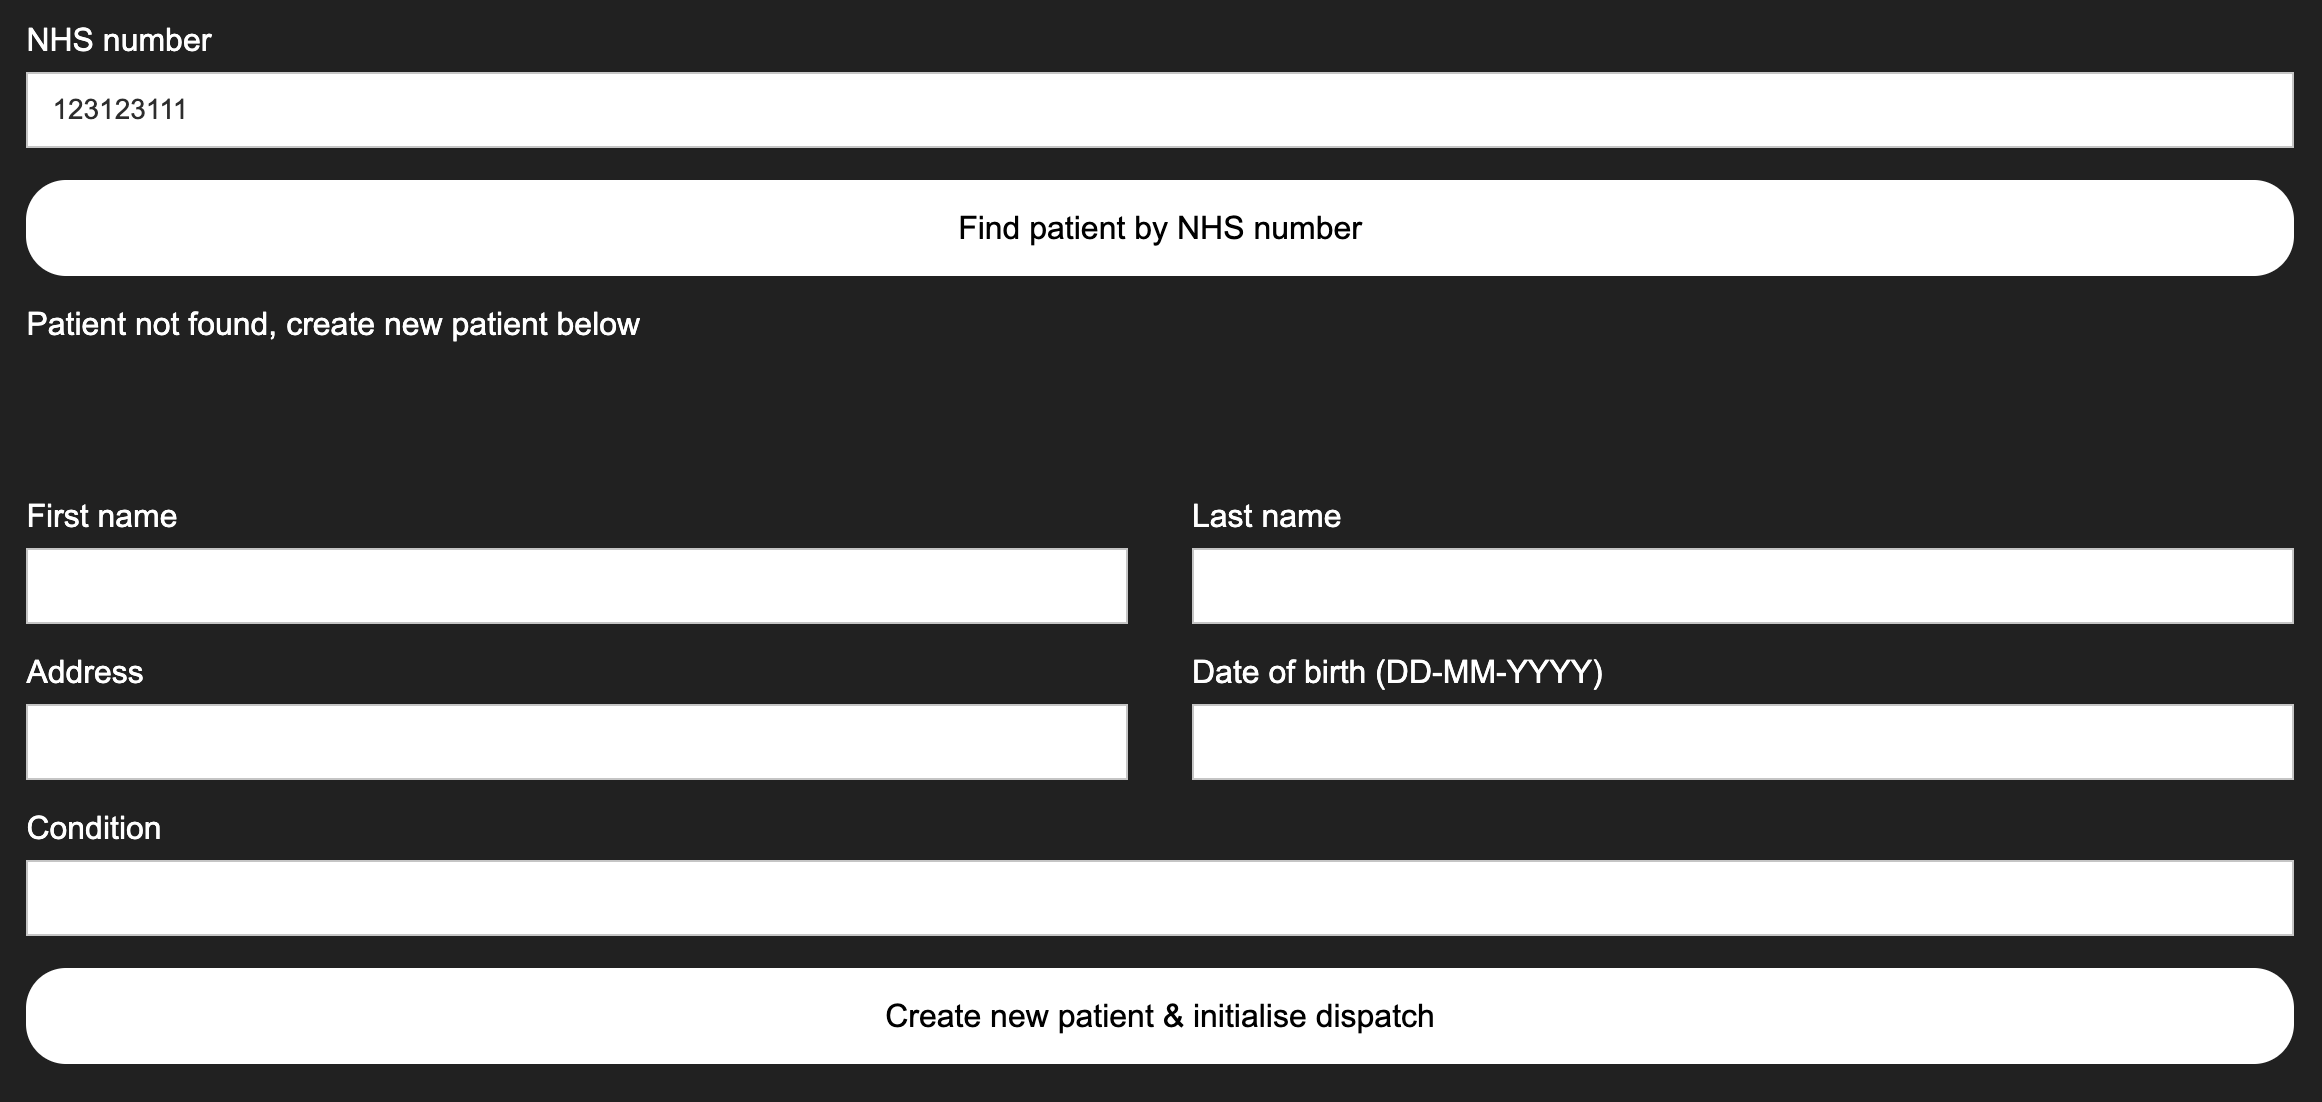 NHS number
123123111
Find patient by NHS number
Patient not found, create new patient below
First name
Last name
Address
Date of birth (DD-MM-YYYY)
Condition
Create new patient & initialise dispatch